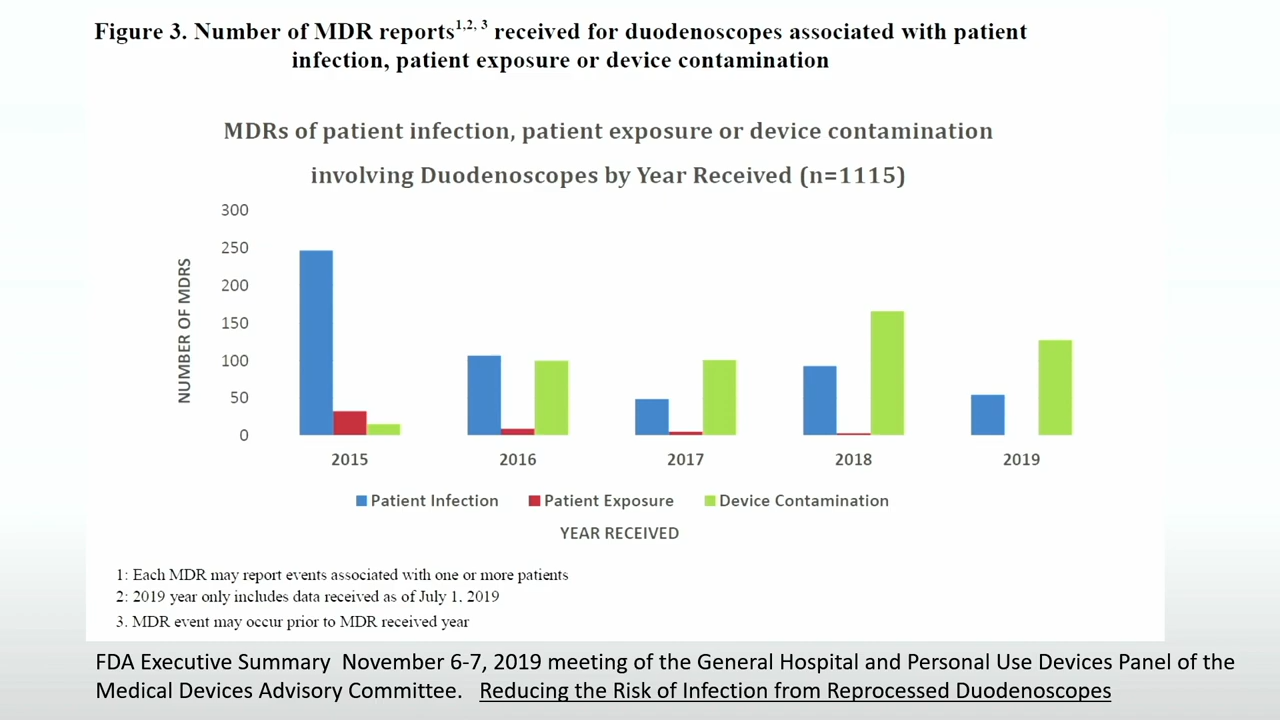 Figure 3. Number of MDR reports1,2, 3 received for duodenoscopes associated with patient
infection, patient exposure or device contamination
MDRs of patient infection, patient exposure or device contamination
involving Duodenoscopes by Year Received (n=1115)
NUMBER OF MDRS
300
250
200
150
100
50
0
2015 2016 2017 2018 2019
Patient Infection Patient Exposure Device Contamination
YEAR RECEIVED
1: Each MDR may report events associated with one or more patients
2: 2019 year only includes data received as of July 1, 2019
3. MDR event may occur prior to MDR received year
FDA Executive Summary November 6-7, 2019 meeting of the General Hospital and Personal Use Devices Panel of the
Medical Devices Advisory Committee. Reducing the Risk of Infection from Reprocessed Duodenoscopes